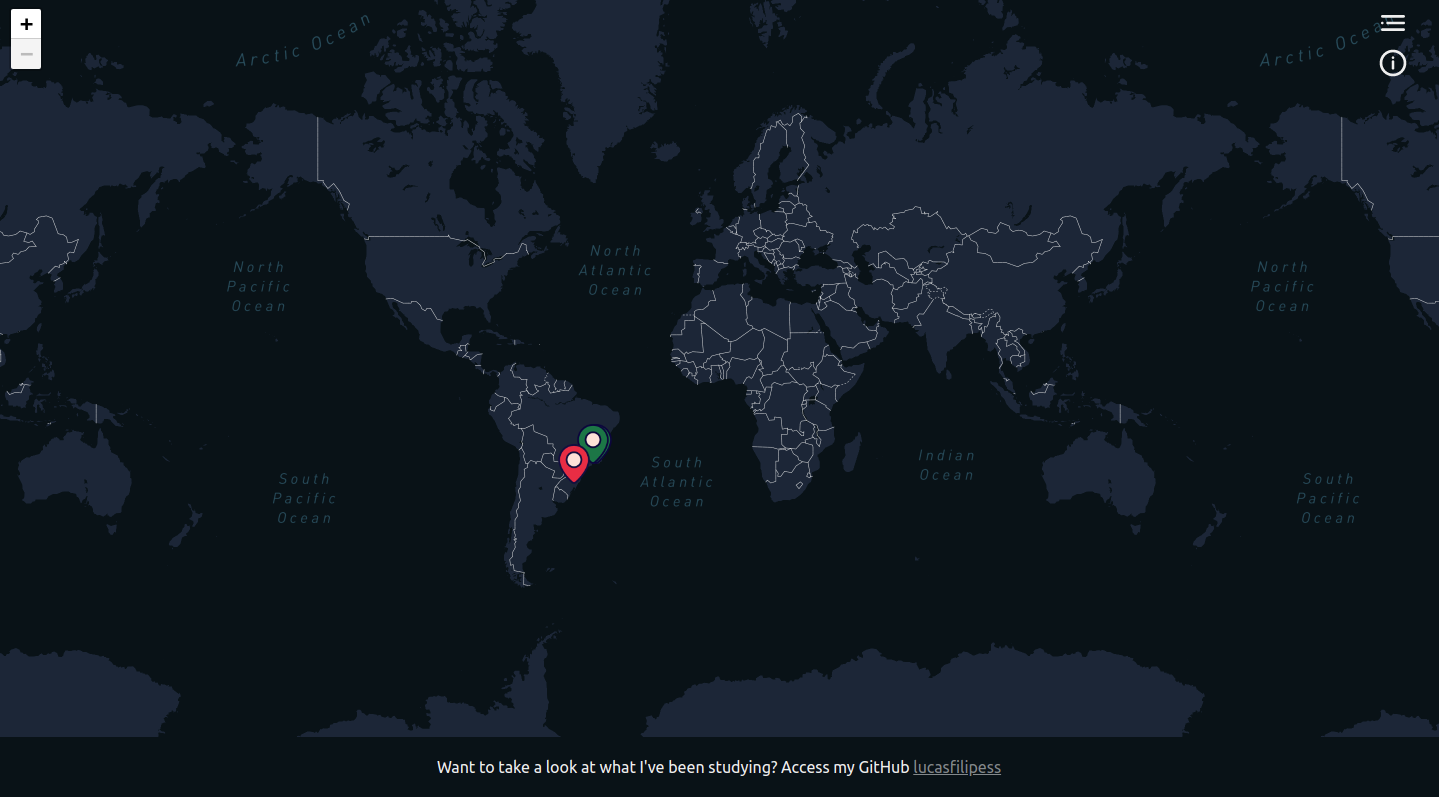 +
−
Arctic Ocean
Arctic Ocean
North
Pacific
Ocean
North
Atlantic
Ocean
North
Pacific
Ocean
South
Pacific
Ocean
South
Atlantic
Ocean
Indian
Ocean
South
Pacific
Ocean
Want to take a look at what I've been studying? Access my GitHub lucasfilipess